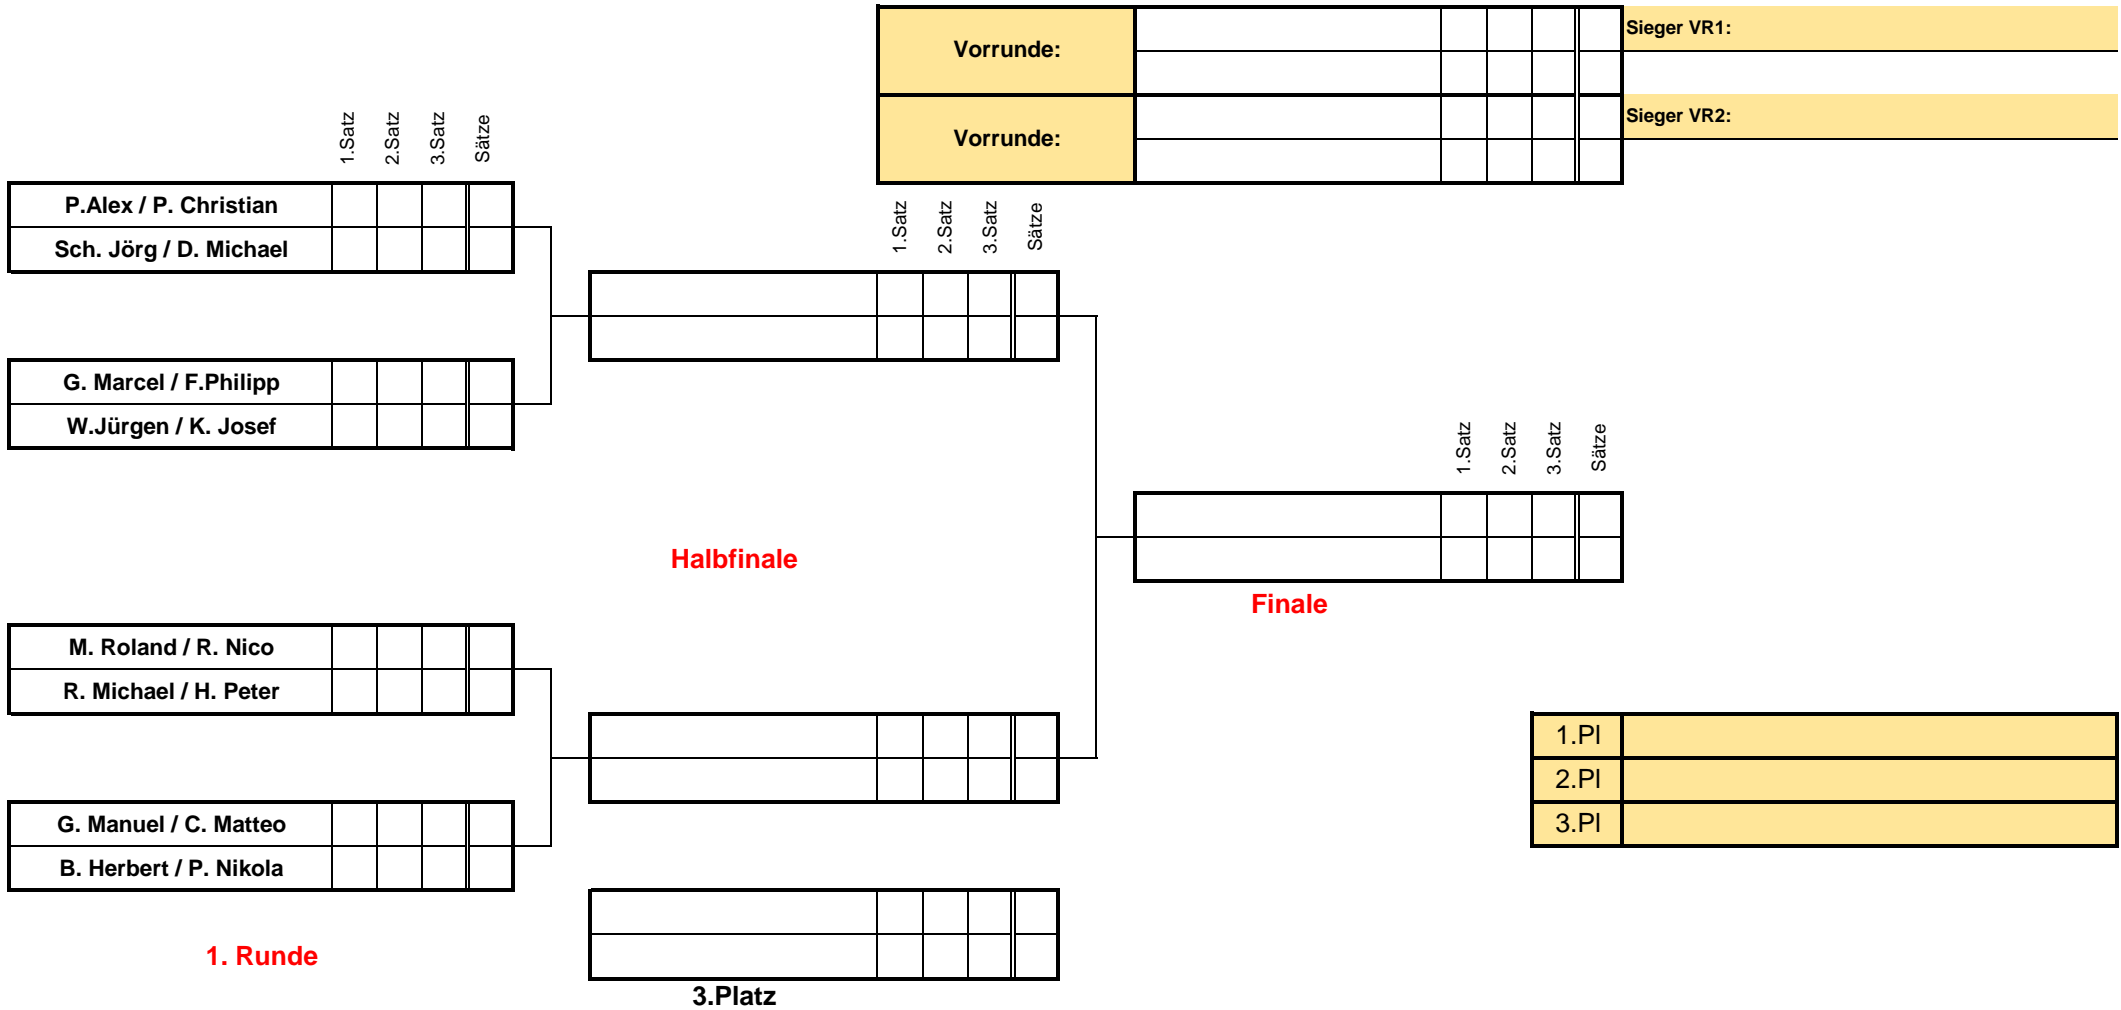 Vorrunde:
Sieger VR1:
Vorrunde:
Sieger VR2:
1.Satz 2.Satz 3.Satz Sätze
P.Alex / P. Christian
Sch. Jörg / D. Michael
1.Satz 2.Satz 3.Satz Sätze
G. Marcel / F.Philipp
W.Jürgen / K. Josef
1.Satz 2.Satz 3.Satz Sätze
Halbfinale
Finale
M. Roland / R. Nico
R. Michael / H. Peter
1.Pl
2.Pl
3.Pl
G. Manuel / C. Matteo
B. Herbert / P. Nikola
1. Runde
3.Platz